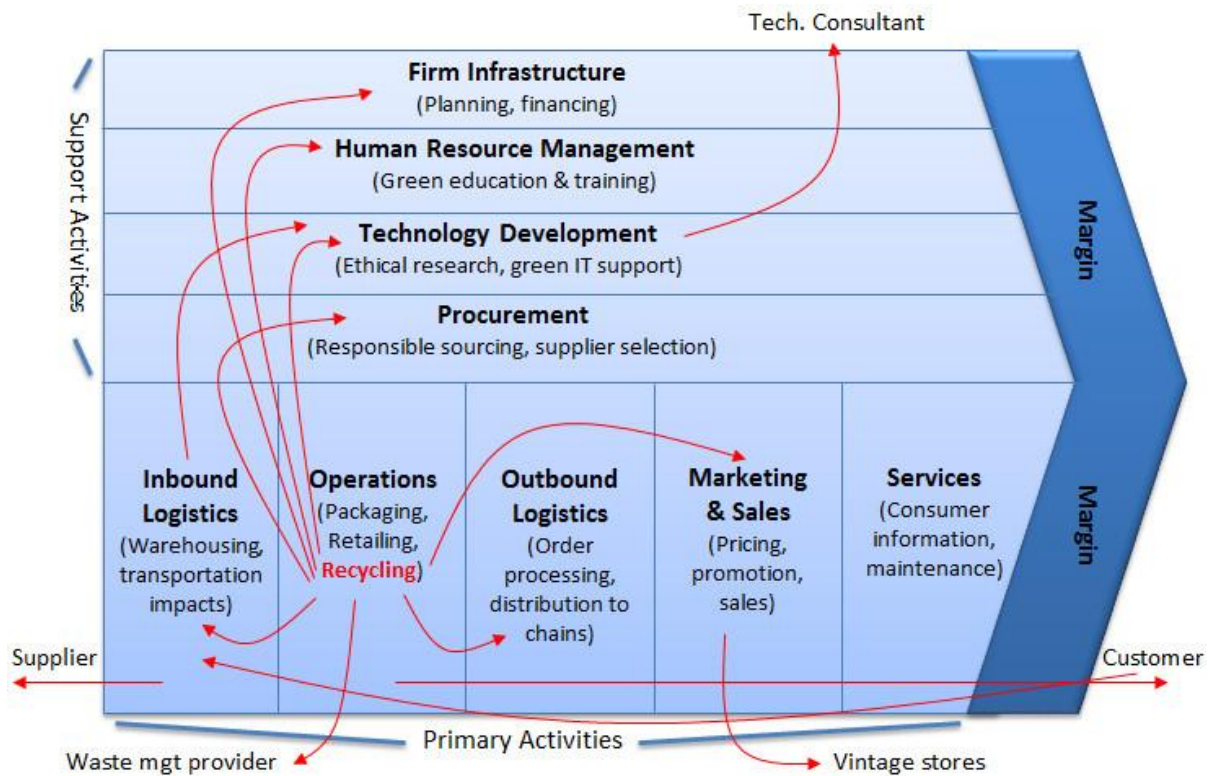 Tech. Consultant
Support Activities
Firm Infrastructure
(Planning, financing)
Human Resource Management
(Green education & training)
Technology Development
(Ethical research, green IT support)
Procurement
(Responsible sourcing, supplier selection)
Margin
Margin
Inbound
Logistics
(Warehousing,
transportation
impacts)
Operations
(Packaging,
Retailing,
Recycling)
Outbound
Logistics
(Order
processing,
distribution to
chains)
Marketing
& Sales
(Pricing,
promotion,
sales)
Services
(Consumer
information,
maintenance)
Supplier
Customer
Primary Activities
Waste mgt provider
Vintage stores